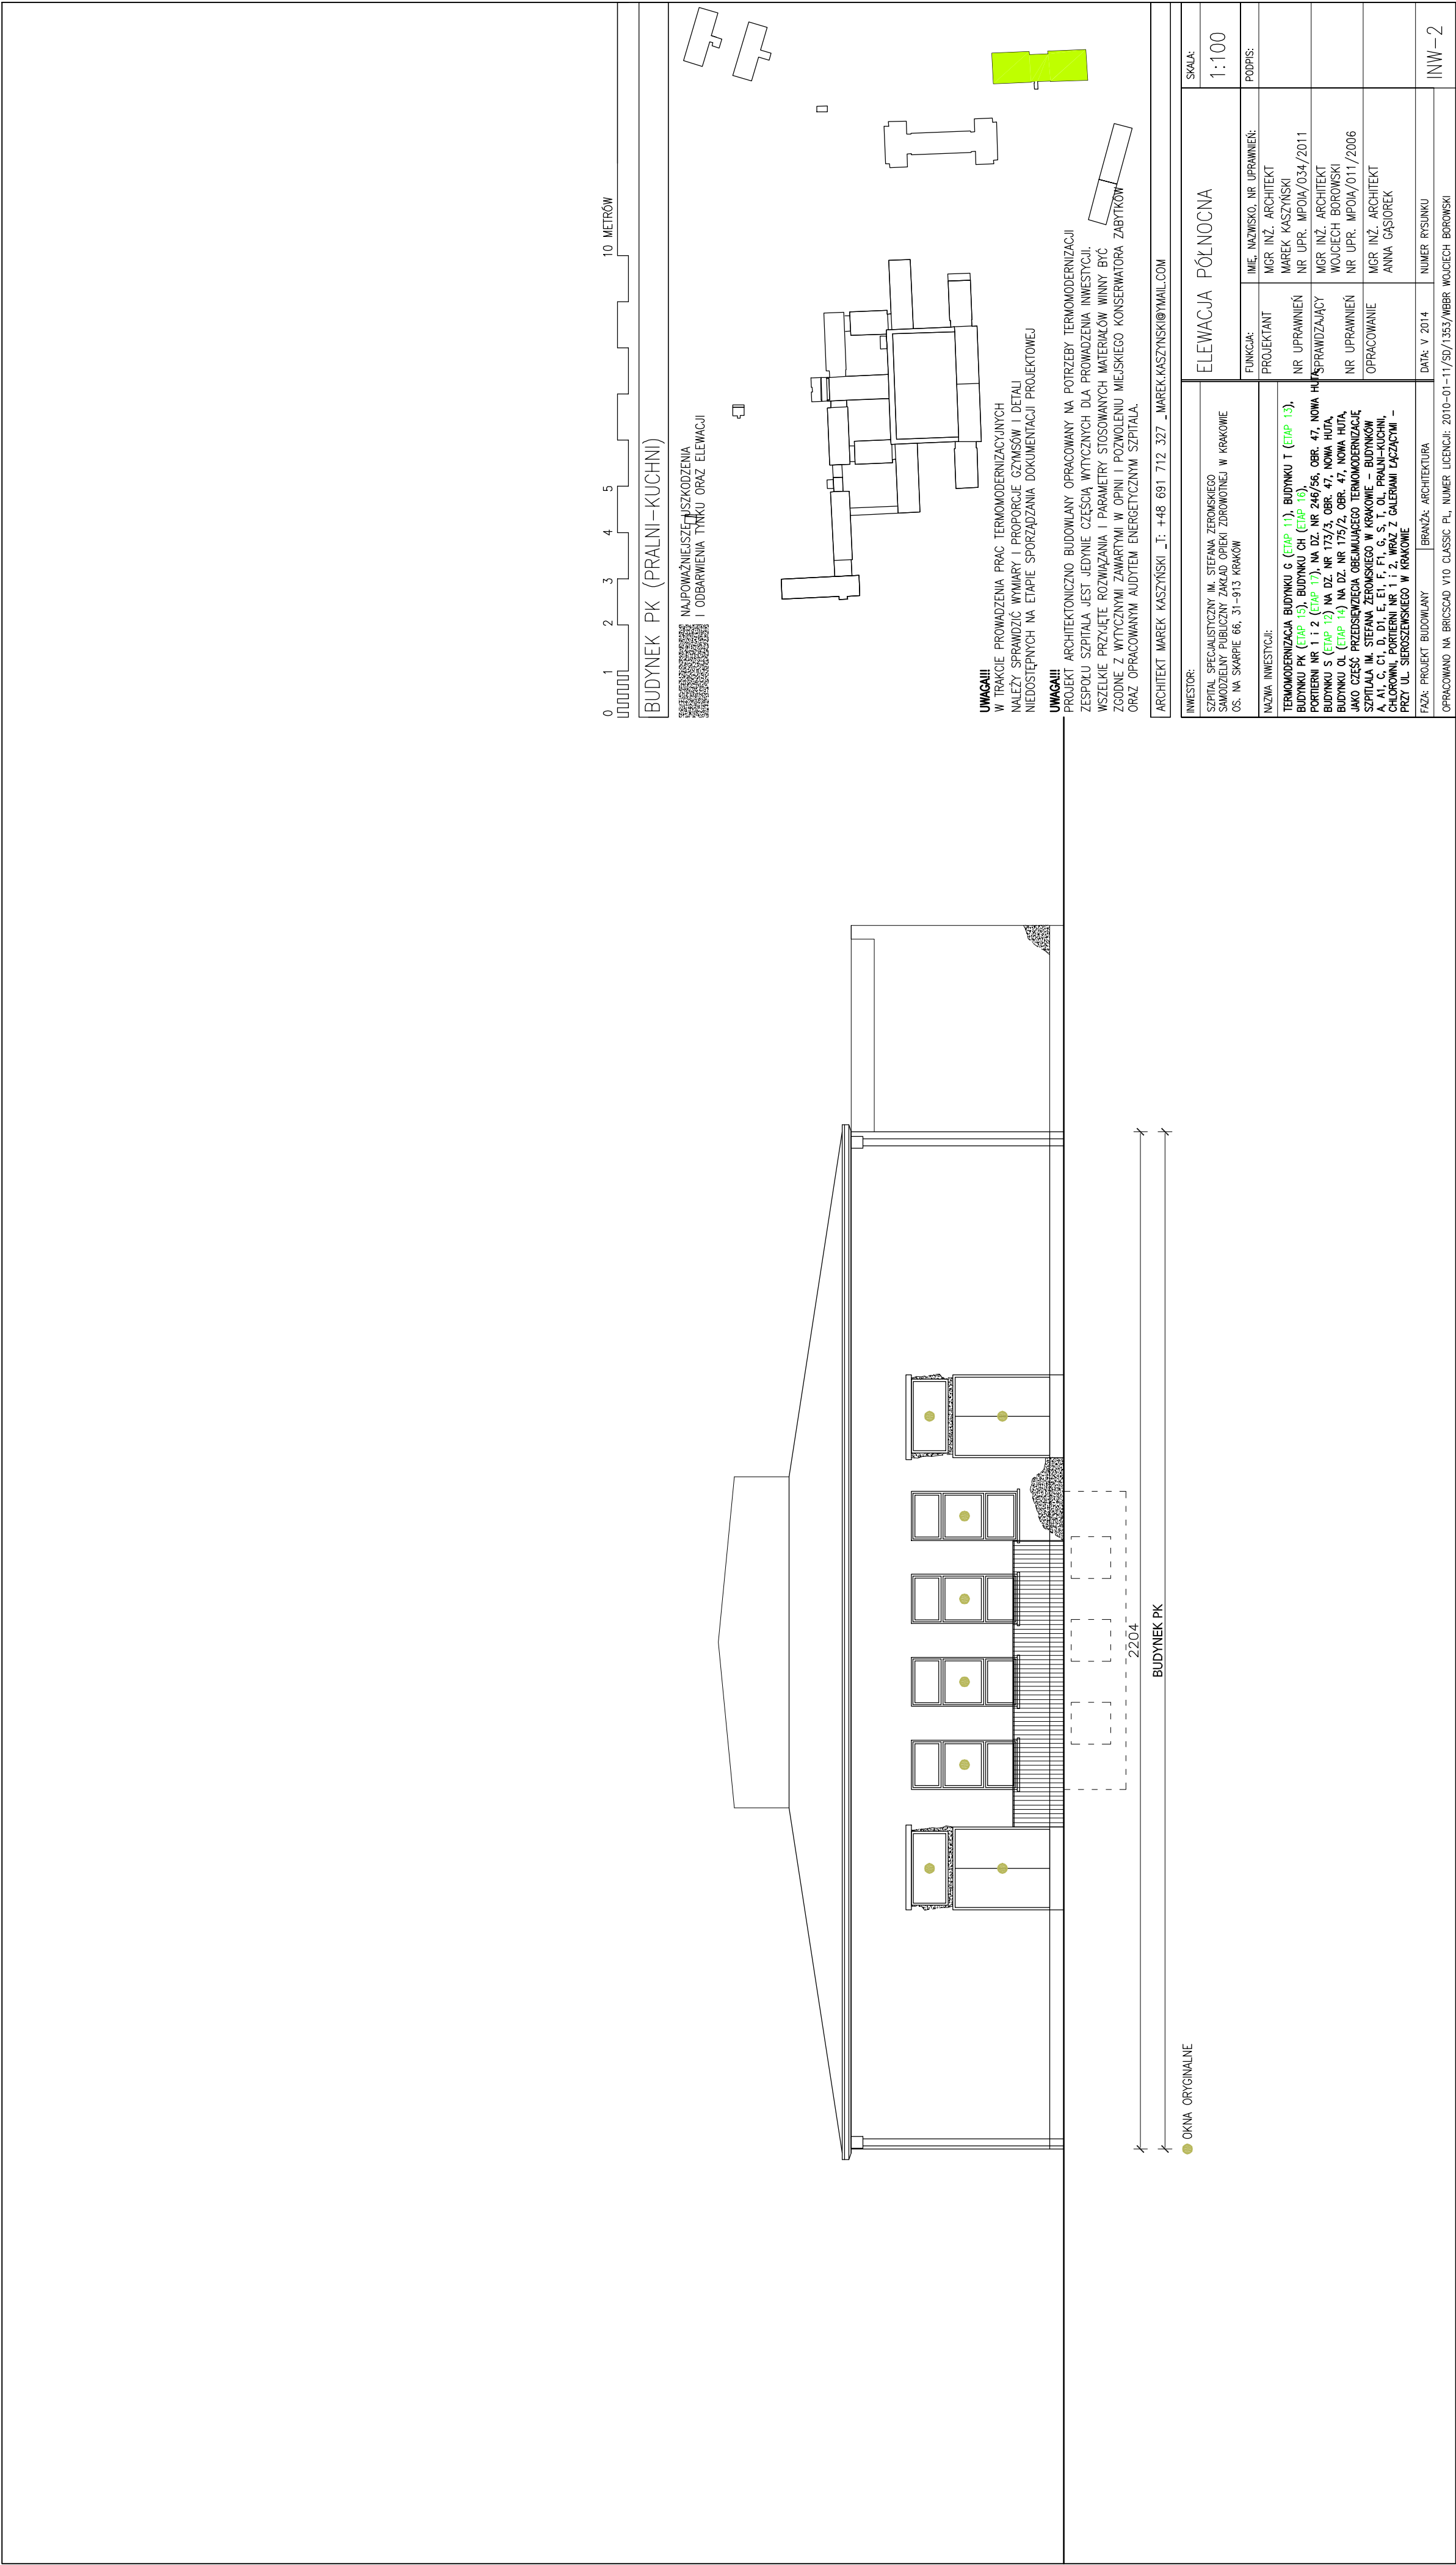 0 1 2 3 4 5 10 METRÓW
BUDYNEK PK (PRALNI-KUCHNI)
NAJPOWAŻNIEJSZE USZKODZENIA
I ODBARWIENIA TYNKU ORAZ ELEWACJI
UWAGA!!!
W TRAKCIE PROWADZENIA PRAC TERMOMODERNIZACYJNYCH
NALEŻY SPRAWDZIĆ WYMIARY I PROPORCJE GZYMSÓW I DETALI
NIEDOSTĘPNYCH NA ETAPIE SPORZĄDZANIA DOKUMENTACJI PROJEKTOWEJ
UWAGA!!!
PROJEKT ARCHITEKTONICZNO BUDOWLANY OPRACOWANY NA POTRZEBY TERMOMODERNIZACJI
ZESPOŁU SZPITALA JEST JEDYNIE CZĘŚCIĄ WYTYCZNYCH DLA PROWADZENIA INWESTYCJI.
WSZELKIE PRZYJĘTE ROZWIĄZANIA I PARAMETRY STOSOWANYCH MATERIAŁÓW WINNY BYĆ
ZGODNE Z WYTYCZNYMI ZAWARTYMI W OPINI I POZWOLENIU MIEJSKIEGO KONSERWATORA ZABYTKÓW
ORAZ OPRACOWANYM AUDYTEM ENERGETYCZNYM SZPITALA.
ARCHITEKT MAREK KASZYŃSKI _T: +48 691 712 327 _ MAREK.KASZYNSKI@YMAIL.COM
INWESTOR:
SZPITAL SPECJALISTYCZNY IM. STEFANA ŻEROMSKIEGO
SAMODZIELNY PUBLICZNY ZAKŁAD OPIEKI ZDROWOTNEJ W KRAKOWIE
OS. NA SKARPIE 66, 31-913 KRAKÓW
ELEWACJA PÓŁNOCNA
SKALA:
1:100
NAZWA INWESTYCJI:
TERMOMODERNIZACJA BUDYNKU G (ETAP 11), BUDYNKU T (ETAP 13),
BUDYNKU PK (ETAP 15), BUDYNKU CH (ETAP 16),
PORTIERNI NR 1 i 2 (ETAP 17), NA DZ. NR 246/56, OBR. 47, NOWA HUTA,
BUDYNKU S (ETAP 12) NA DZ. NR 173/3, OBR. 47, NOWA HUTA,
BUDYNKU OL (ETAP 14) NA DZ. NR 175/2, OBR. 47, NOWA HUTA,
JAKO CZĘŚĆ PRZEDSIĘWZIĘCIA OBEJMUJĄCEGO TERMOMODERNIZACJĘ
SZPITLALA IM. STEFANA ŻEROMSKIEGO W KRAKOWIE - BUDYNKÓW
A, A1, C, C1, D, D1, E, E1, F, F1, G, S, T, OL, PRALNI-KUCHNI,
CHLOROWNI, PORTIERNI NR 1 i 2, WRAZ Z GALERIAMI ŁĄCZĄCYMI -
PRZY UL. SIEROSZEWSKIEGO W KRAKOWIE
FUNKCJA:
IMIĘ, NAZWISKO, NR UPRAWNIEŃ:
PODPIS:
PROJEKTANT
MGR INŻ. ARCHITEKT
MAREK KASZYŃSKI
NR UPRAWNIEŃ
NR UPR. MPOIA/034/2011
SPRAWDZAJĄCY
MGR INŻ. ARCHITEKT
WOJCIECH BOROWSKI
NR UPRAWNIEŃ
NR UPR. MPOIA/011/2006
OPRACOWANIE
MGR INŻ. ARCHITEKT
ANNA GĄSIOREK
FAZA: PROJEKT BUDOWLANY
BRANŻA: ARCHITEKTURA
DATA: V 2014
NUMER RYSUNKU
INW-2
OPRACOWANO NA BRICSCAD V10 CLASSIC PL, NUMER LICENCJI: 2010-01-11/SD/1353/WBBR WOJCIECH BOROWSKI
2204
BUDYNEK PK
OKNA ORYGINALNE